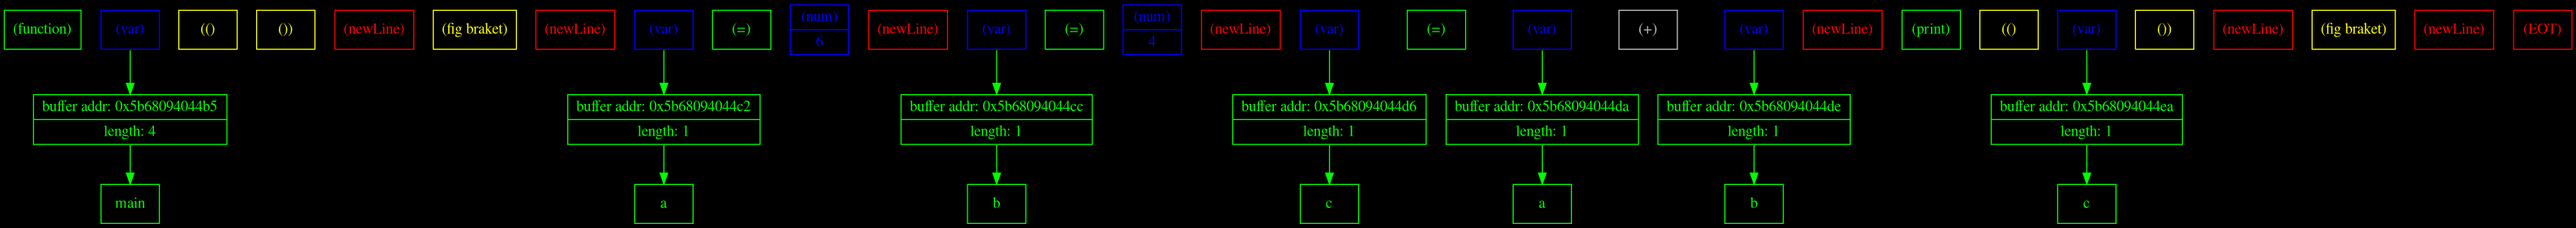 (function) (var) (() ()) (newLine) (fig braket) (newLine) (var) (=) (num) (newLine) (var) (=) (num) (newLine) (var) (=) (var) (+) (var) (newLine) (print) (() (var) ()) (newLine) (fig braket) (newLine) (EOT)
6 4
buffer addr: 0x5b68094044b5 buffer addr: 0x5b68094044c2 buffer addr: 0x5b68094044cc buffer addr: 0x5b68094044d6 buffer addr: 0x5b68094044da buffer addr: 0x5b68094044de buffer addr: 0x5b68094044ea
length: 4 length: 1 length: 1 length: 1 length: 1 length: 1 length: 1
main a b c a b c